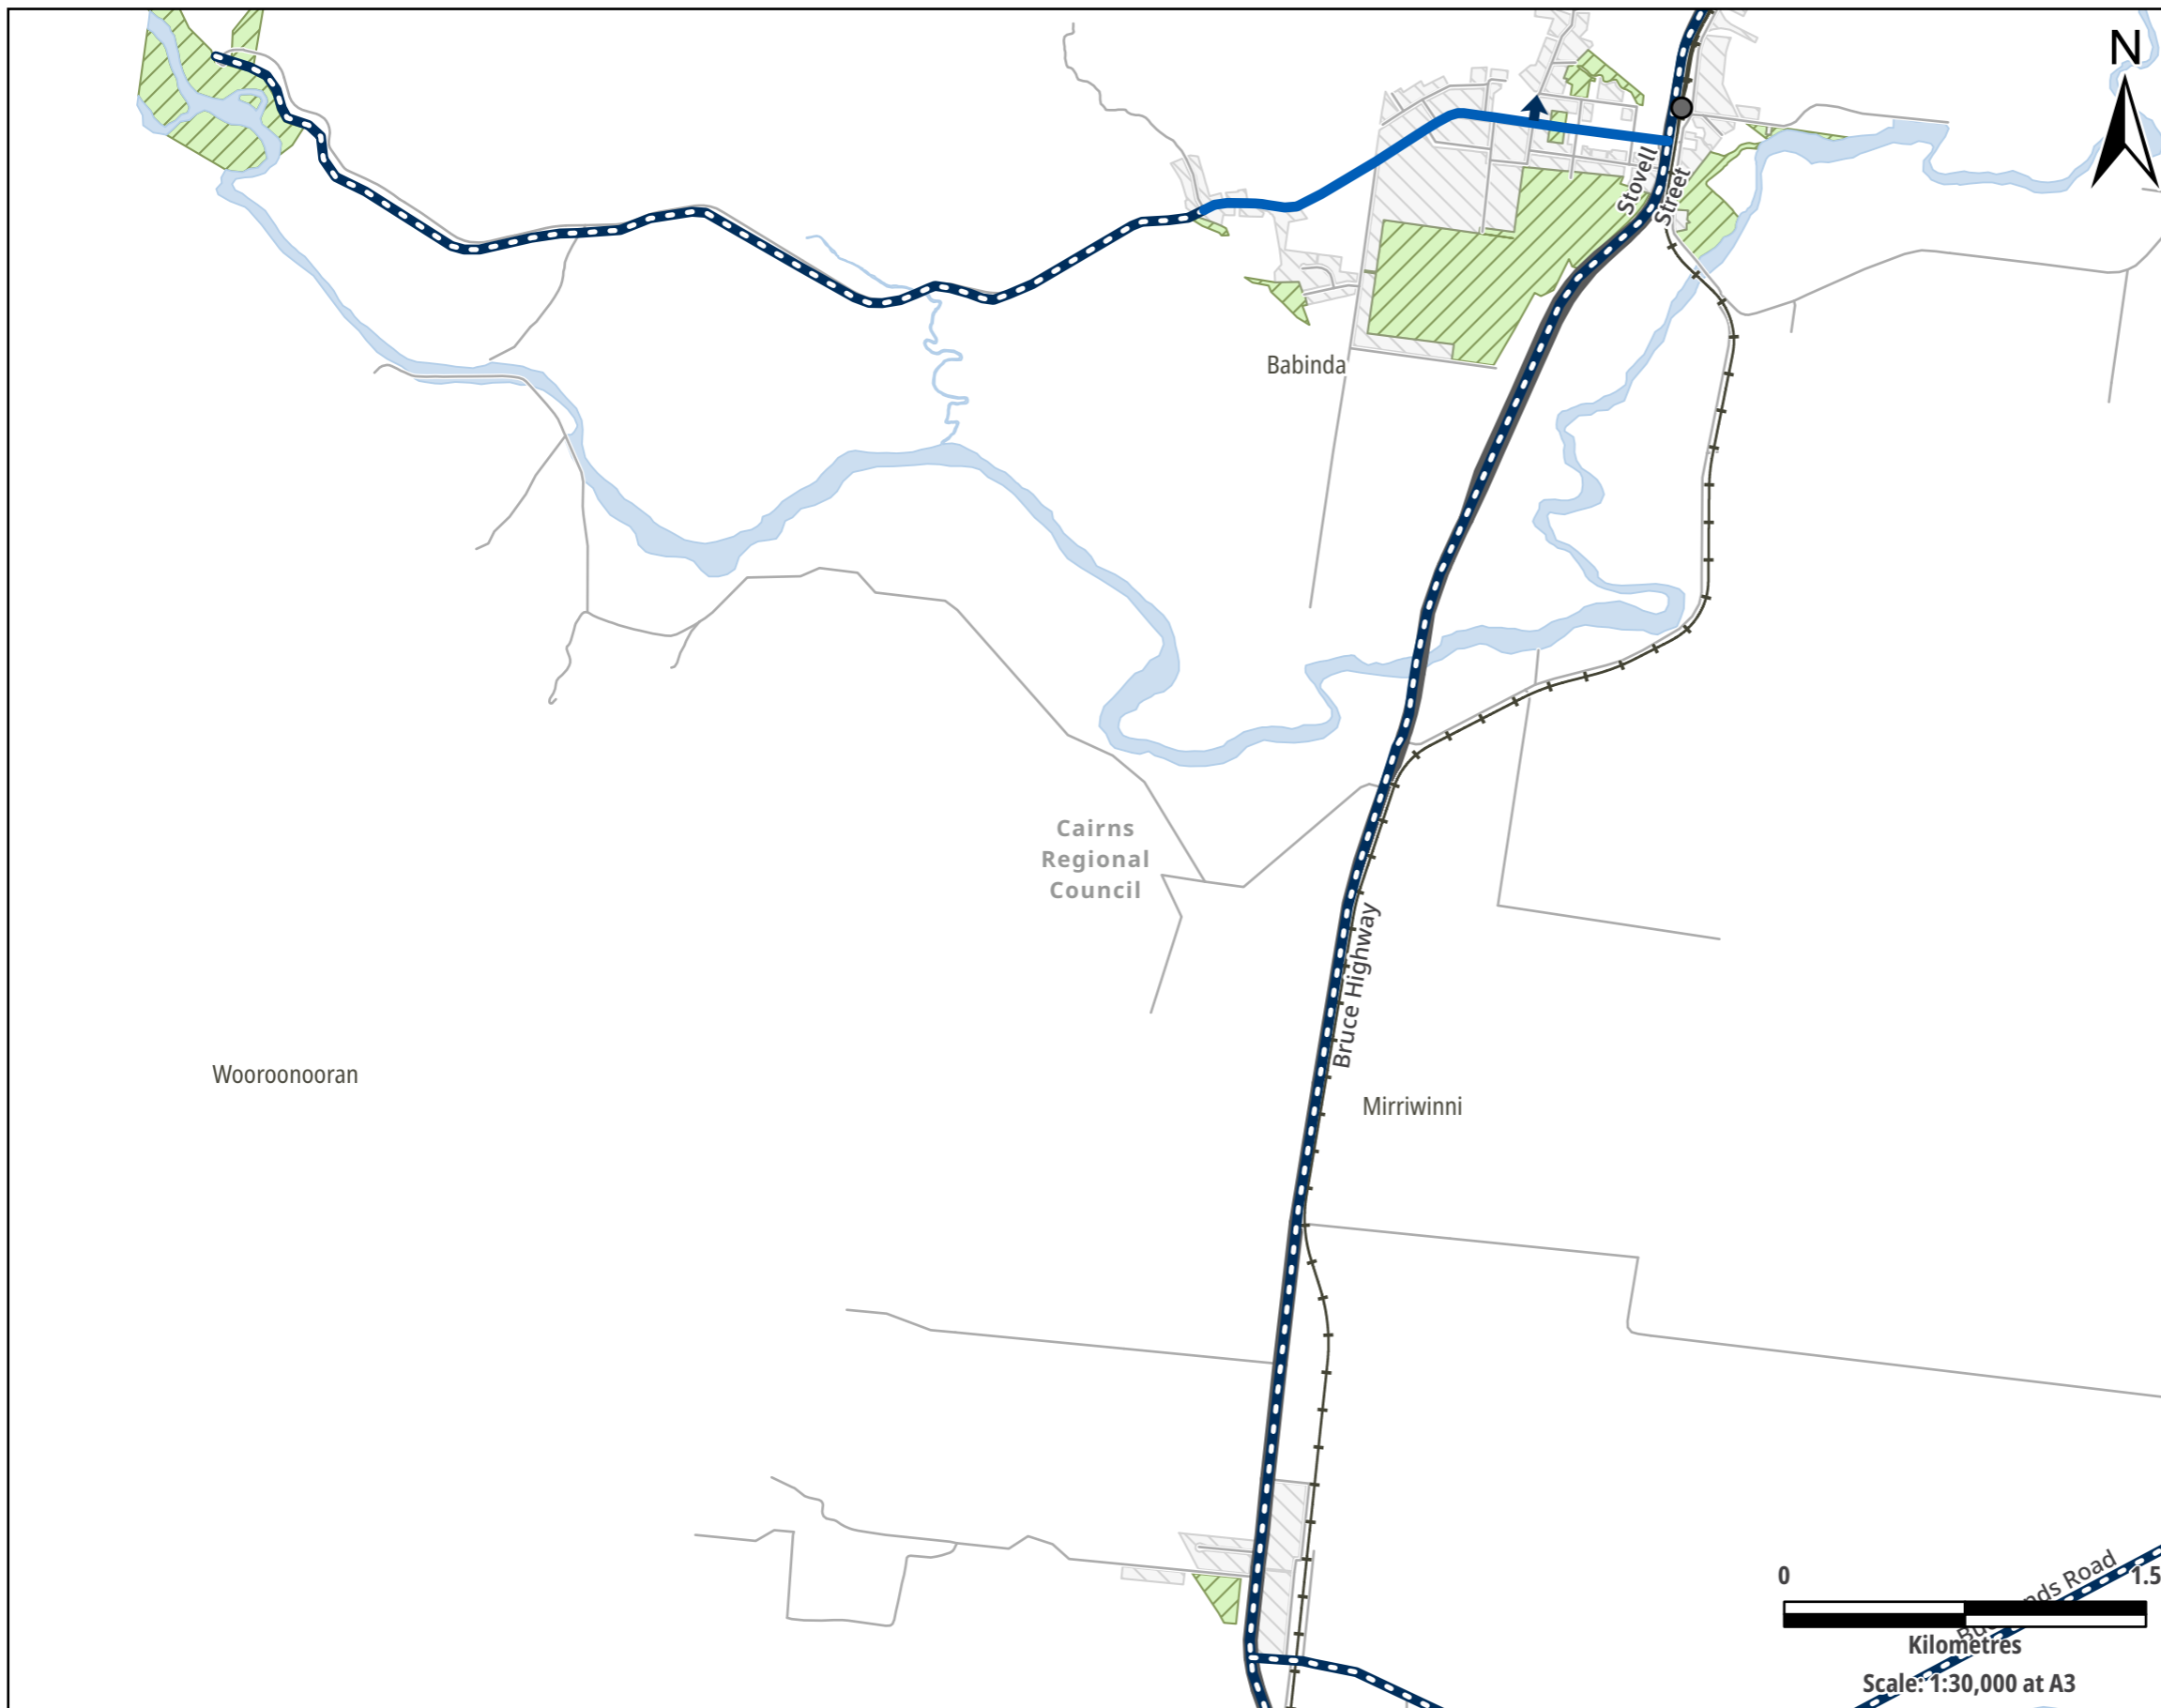 N
Stovell
Street
Babinda
Cairns
Regional
Council
Bruce Highway
Wooroonooran
Mirriwinni
Road
0
1.5
Kilometres
Scale: 1:30,000 at A3